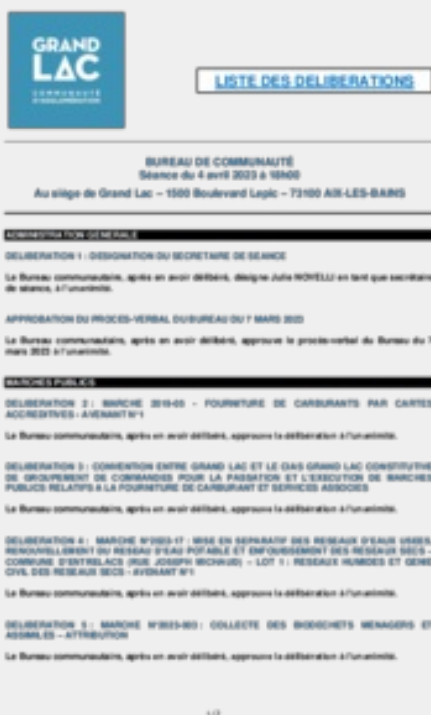 GRAND
LAC
COMMUNAUTÉ
D'AGGLOMÉRATION
LISTE DES DELIBERATIONS
BUREAU DE COMMUNAUTÉ
Séance du 4 avril 2023 à 16h00
Au siège de Grand Lac – 1500 Boulevard Lepic – 73100 AIX-LES-BAINS
ADMINISTRATION GENERALE
DELIBERATION 1 : DESIGNATION DU SECRETAIRE DE SEANCE
Le Bureau communautaire, après en avoir délibéré, désigne Julie NOVELLI en tant que secrétaire
de séance, à l'unanimité.
APPROBATION DU PROCES-VERBAL DU BUREAU DU 7 MARS 2023
Le Bureau communautaire, après en avoir délibéré, approuve le procès-verbal du Bureau du 7
mars 2023 à l'unanimité.
MARCHES PUBLICS
DELIBERATION 2 : MARCHE 2019-05 – FOURNITURE DE CARBURANTS PAR CARTES
ACCREDITIVES - AVENANT N°1
Le Bureau communautaire, après en avoir délibéré, approuve la délibération à l'unanimité.
DELIBERATION 3 : CONVENTION ENTRE GRAND LAC ET LE CIAS GRAND LAC CONSTITUTIVE
DE GROUPEMENT DE COMMANDES POUR LA PASSATION ET L'EXECUTION DE MARCHES
PUBLICS RELATIFS A LA FOURNITURE DE CARBURANT ET SERVICES ASSOCIES
Le Bureau communautaire, après en avoir délibéré, approuve la délibération à l'unanimité.
DELIBERATION 4 : MARCHE N°2022-17 : MISE EN SEPARATIF DES RESEAUX D'EAUX USEES,
RENOUVELLEMENT DU RESEAU D'EAU POTABLE ET ENFOUISSEMENT DES RESEAUX SECS –
COMMUNE D'ENTRELACS (RUE JOSEPH MICHAUD) – LOT 1 : RESEAUX HUMIDES ET GENIE
CIVIL DES RESEAUX SECS - AVENANT N°1
Le Bureau communautaire, après en avoir délibéré, approuve la délibération à l'unanimité.
DELIBERATION 5 : MARCHE N°2023-003 : COLLECTE DES BIODECHETS MENAGERS ET
ASSIMILES – ATTRIBUTION
Le Bureau communautaire, après en avoir délibéré, approuve la délibération à l'unanimité.